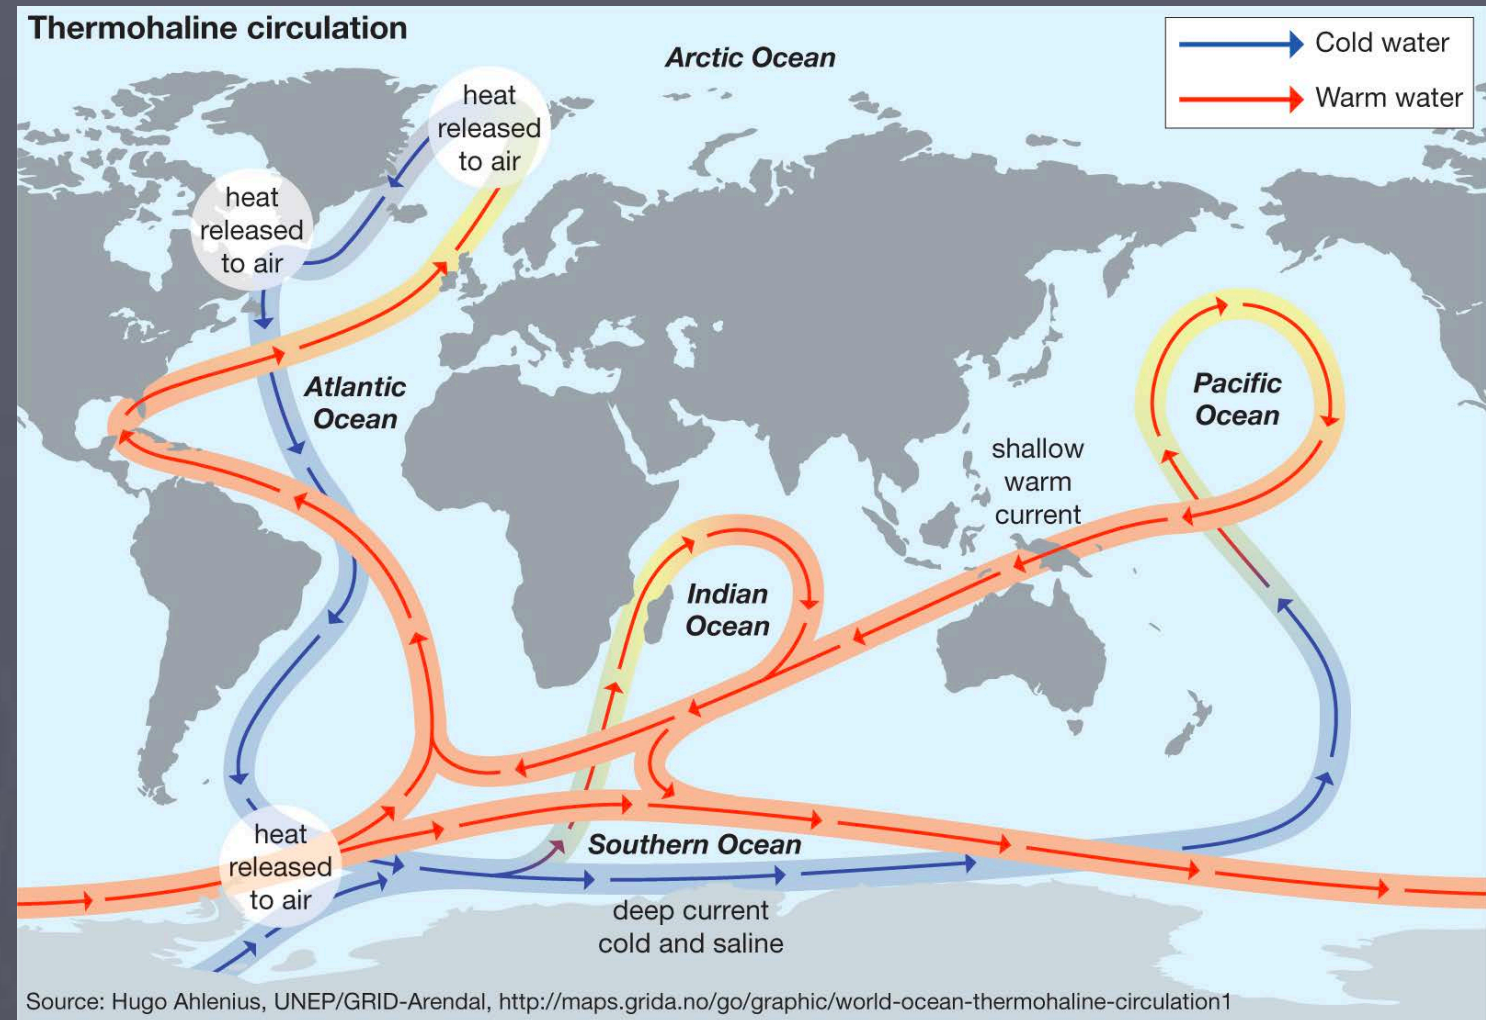 Thermohaline circulation
Arctic Ocean
Cold water
Warm water
heat
released
to air
heat
released
to air
Atlantic
Ocean
Pacific
Ocean
shallow
warm
current
Indian
Ocean
heat
released
to air
Southern Ocean
deep current
cold and saline
Source: Hugo Ahlenius, UNEP/GRID-Arendal, http://maps.grida.no/go/graphic/world-ocean-thermohaline-circulation1